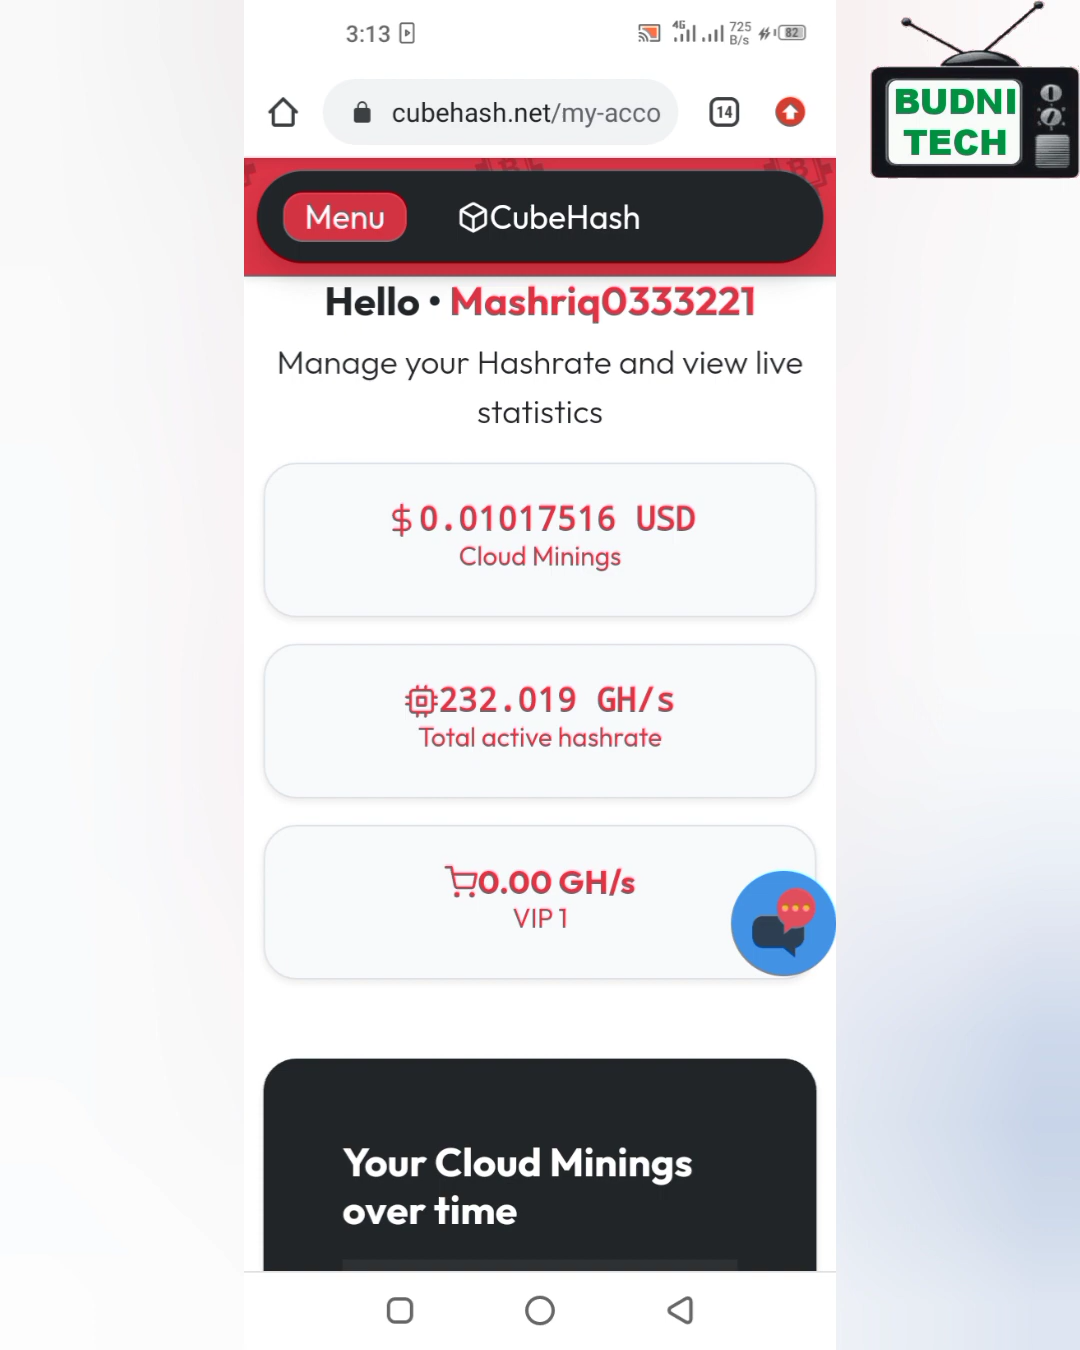 3:13
4G
725
B/s
82
BUDNI
TECH
cubehash.net/my-acco
14
Menu
CubeHash
Hello • Mashriq0333221
Manage your Hashrate and view live
statistics
$0.01017516 USD
Cloud Minings
232.019 GH/s
Total active hashrate
0.00 GH/s
VIP 1
Your Cloud Minings
over time